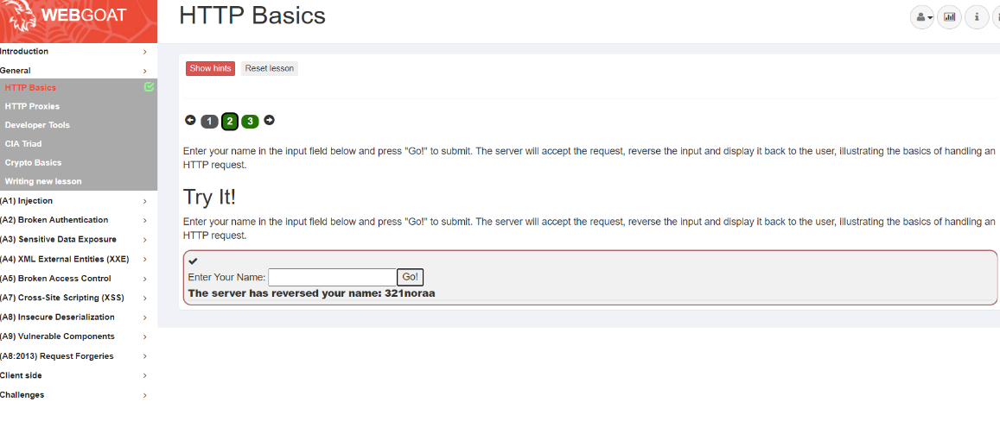 WEBGOAT
HTTP Basics
Introduction
General
HTTP Basics
HTTP Proxies
Developer Tools
CIA Triad
Crypto Basics
Writing new lesson
(A1) Injection
(A2) Broken Authentication
(A3) Sensitive Data Exposure
(A4) XML External Entities (XXE)
(A5) Broken Access Control
(A7) Cross-Site Scripting (XSS)
(A8) Insecure Deserialization
(A9) Vulnerable Components
(A8:2013) Request Forgeries
Client side
Challenges
Show hints Reset lesson
1 2 3
Enter your name in the input field below and press "Go!" to submit. The server will accept the request, reverse the input and display it back to the user, illustrating the basics of handling an
HTTP request.
Try It!
Enter your name in the input field below and press "Go!" to submit. The server will accept the request, reverse the input and display it back to the user, illustrating the basics of handling an
HTTP request.
Enter Your Name: Go!
The server has reversed your name: 321noraa